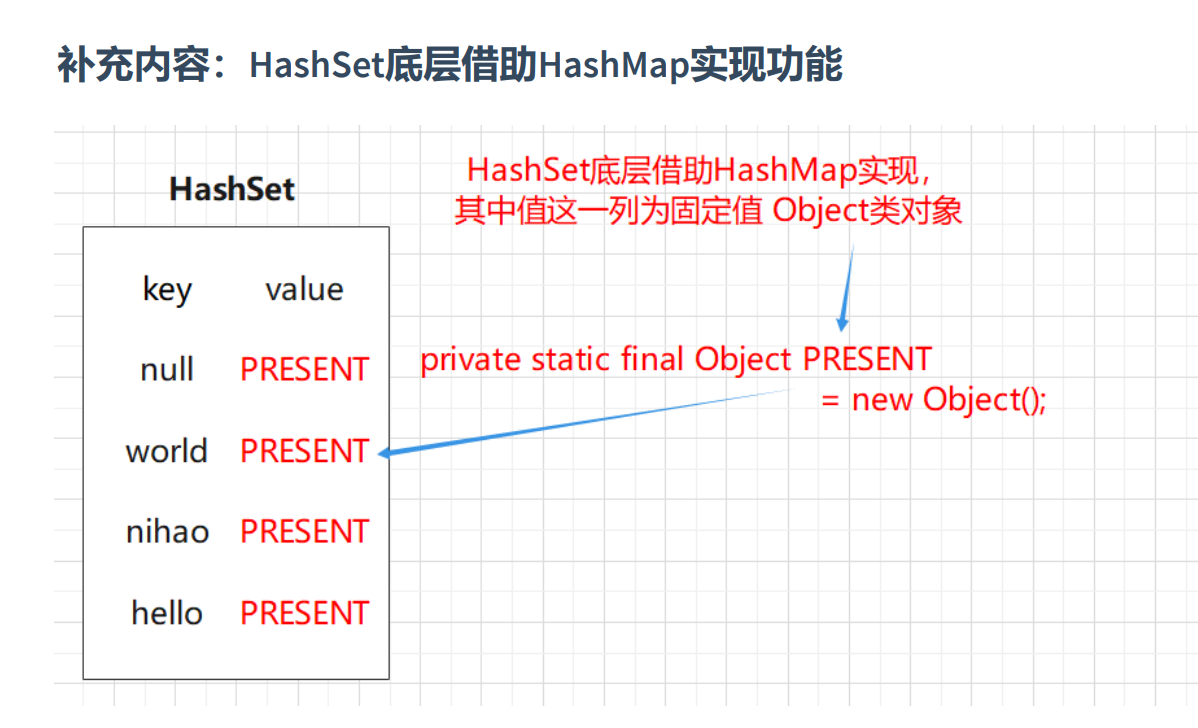 补充内容：HashSet底层借助HashMap实现功能
HashSet
HashSet底层借助HashMap实现，
其中值这一列为固定值 Object类对象
key value
null PRESENT
private static final Object PRESENT
= new Object();
world PRESENT
nihao PRESENT
hello PRESENT